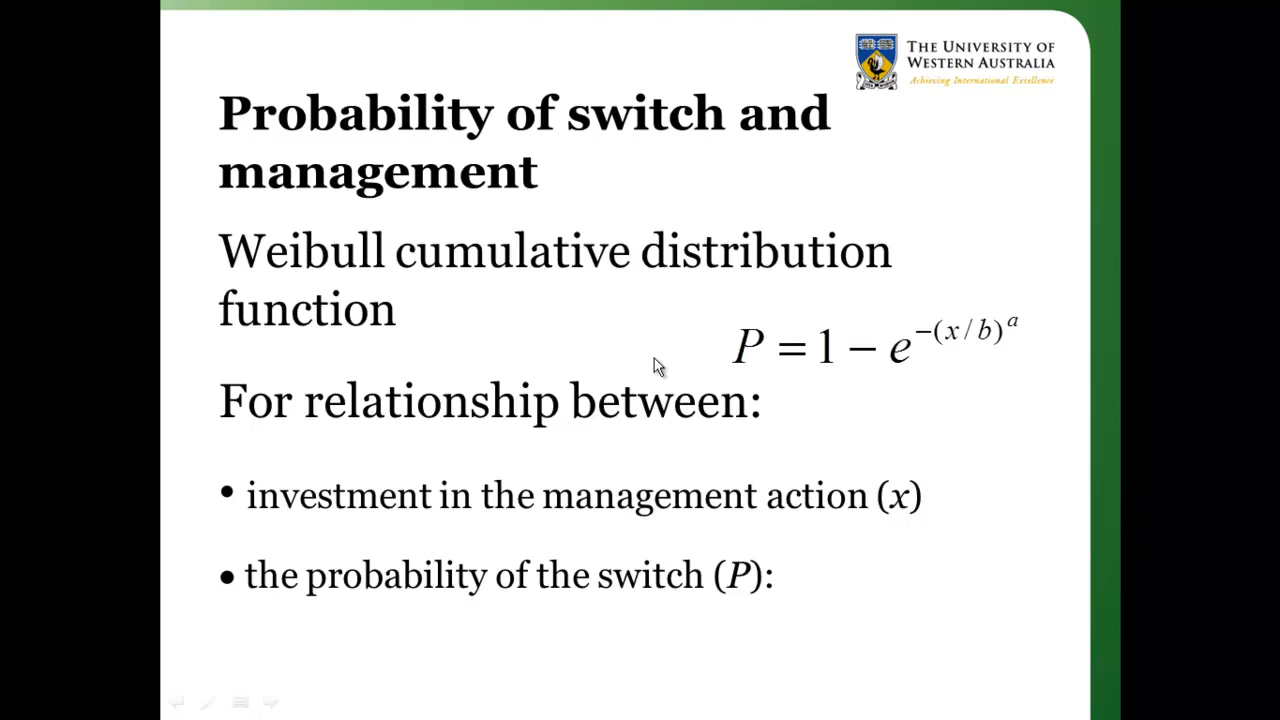 THE UNIVERSITY OF
WESTERN AUSTRALIA
Achieving International Excellence
Probability of switch and
management
Weibull cumulative distribution
function
P = 1 − e^{−(x/b)^a}
For relationship between:
• investment in the management action (x)
• the probability of the switch (P):